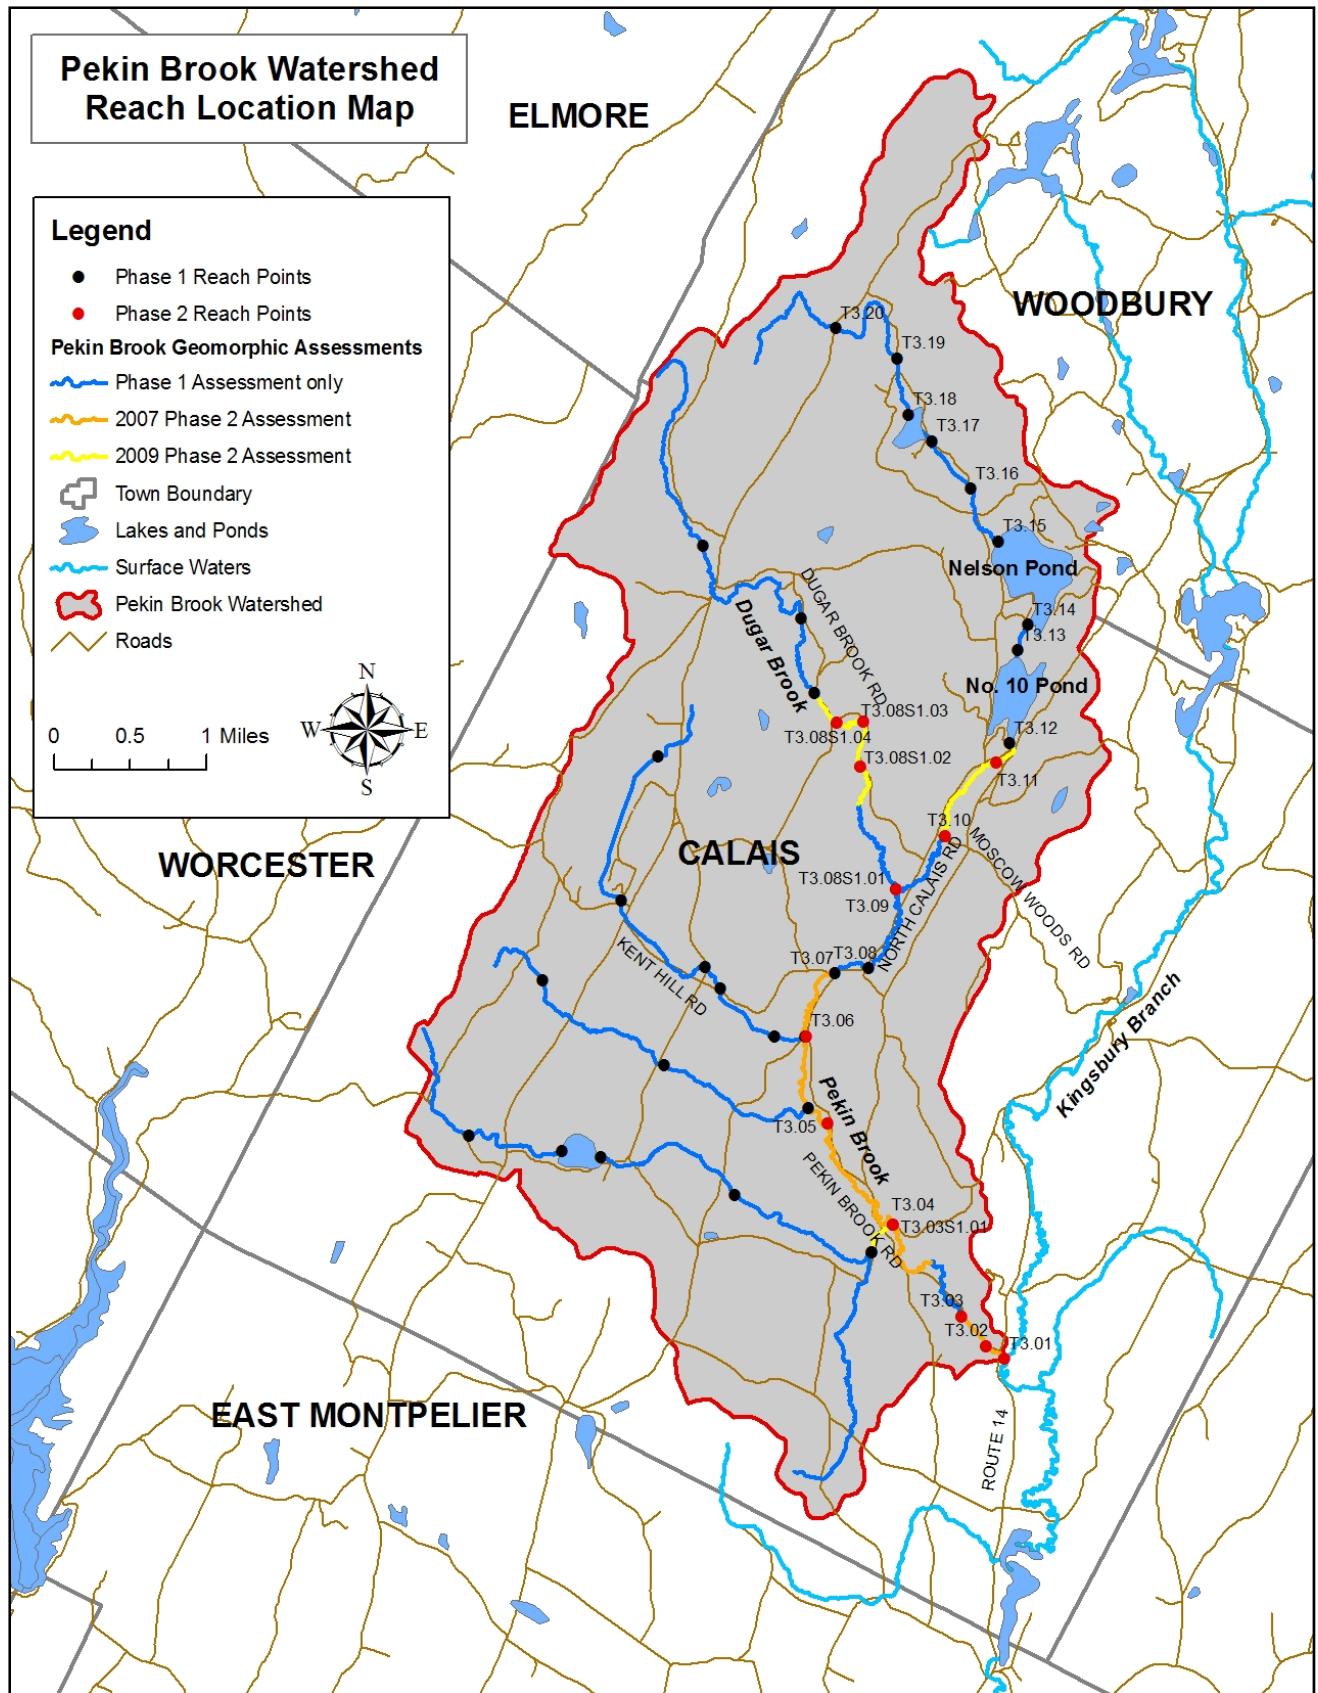 Pekin Brook Watershed
Reach Location Map
ELMORE
Legend
Phase 1 Reach Points
Phase 2 Reach Points
Pekin Brook Geomorphic Assessments
Phase 1 Assessment only
2007 Phase 2 Assessment
2009 Phase 2 Assessment
Town Boundary
Lakes and Ponds
Surface Waters
Pekin Brook Watershed
Roads
N
W
E
S
0 0.5 1 Miles
WOODBURY
T3.20
T3.19
T3.18
T3.17
T3.16
T3.15
Nelson Pond
T3.14
T3.13
No. 10 Pond
T3.12
T3.11
DUGAR BROOK RD
Dugar Brook
T3.08S1.03
T3.08S1.04
T3.08S1.02
T3.10
MOSCOW WOODS RD
CALAIS
WORCESTER
T3.08S1.01
T3.09
NORTH CALAIS RD
T3.07
T3.08
KENT HILL RD
T3.06
Kingsbury Branch
Pekin Brook
T3.05
PEKIN BROOK RD
T3.04
T3.03S1.01
T3.03
T3.02
T3.01
EAST MONTPELIER
ROUTE 14